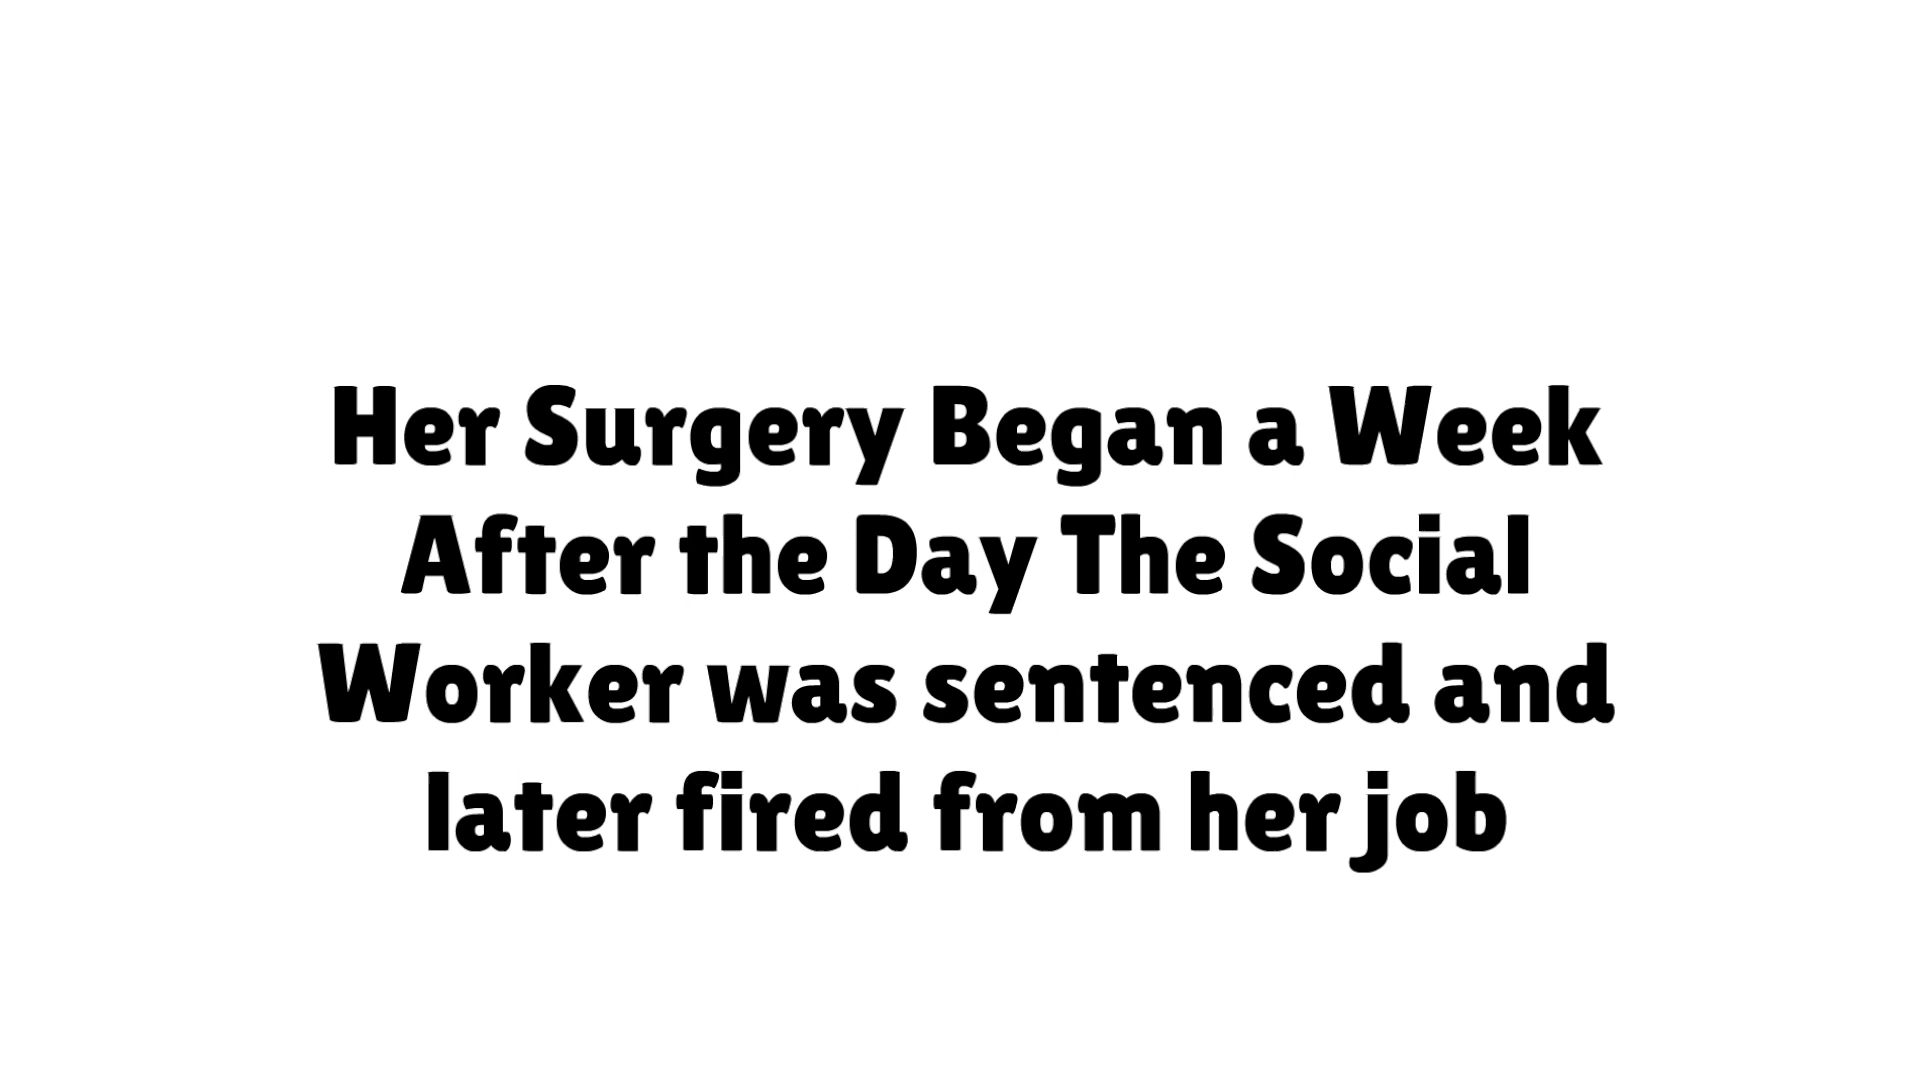 Her Surgery Began a Week
After the Day The Social
Worker was sentenced and
later fired from her job